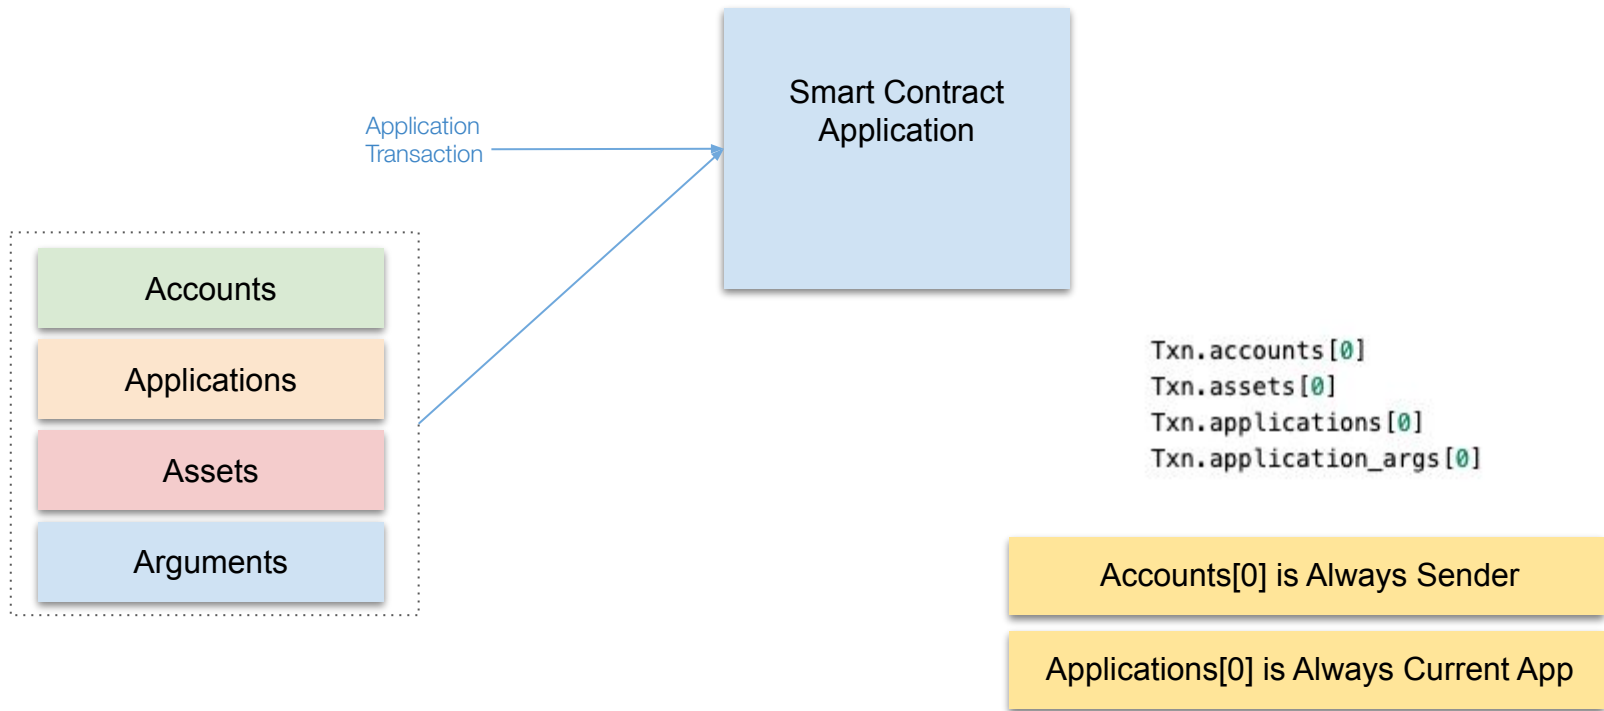 Smart Contract
Application
Application
Transaction
Accounts
Applications
Assets
Arguments
Txn.accounts[0]
Txn.assets[0]
Txn.applications[0]
Txn.application_args[0]
Accounts[0] is Always Sender
Applications[0] is Always Current App